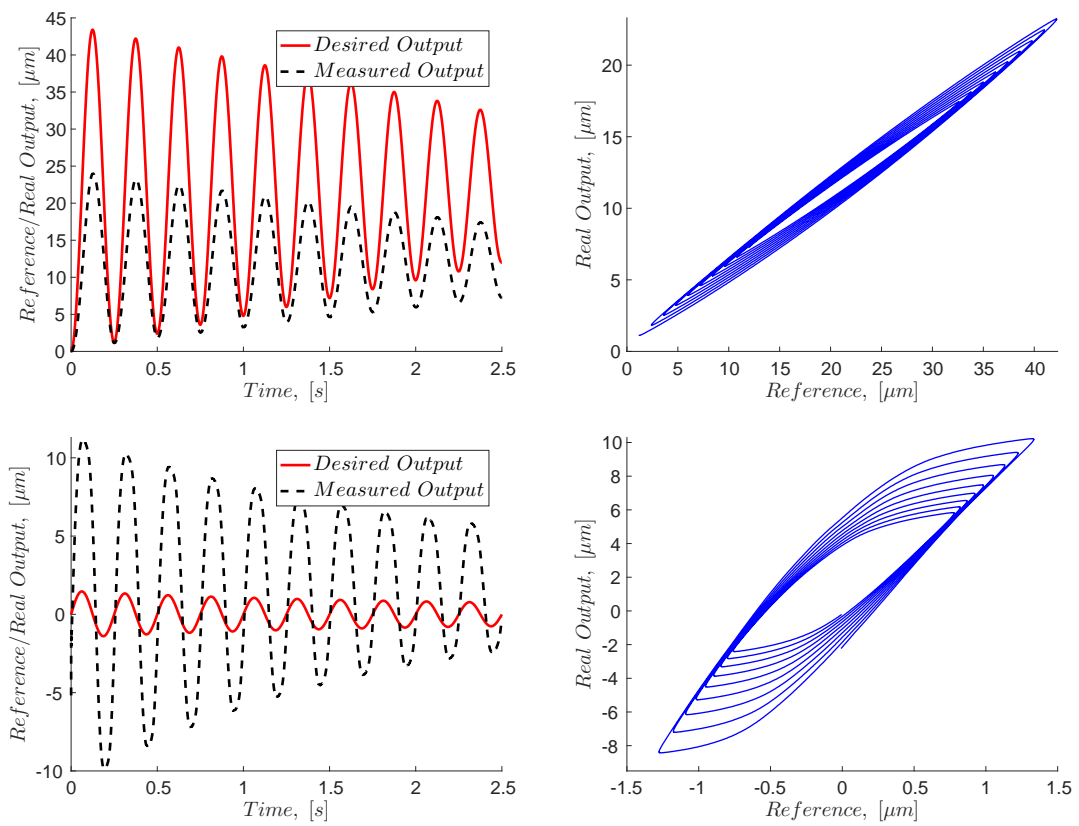 Reference/Real Output, [μm]
45
40
35
30
25
20
15
10
5
0
Desired Output
Measured Output
0 0.5 1 1.5 2 2.5
Time, [s]
Real Output, [μm]
20
15
10
5
0
0 5 10 15 20 25 30 35 40
Reference, [μm]
Reference/Real Output, [μm]
10
5
0
-5
-10
Desired Output
Measured Output
0 0.5 1 1.5 2 2.5
Time, [s]
Real Output, [μm]
10
8
6
4
2
0
-2
-4
-6
-8
-1.5 -1 -0.5 0 0.5 1 1.5
Reference, [μm]